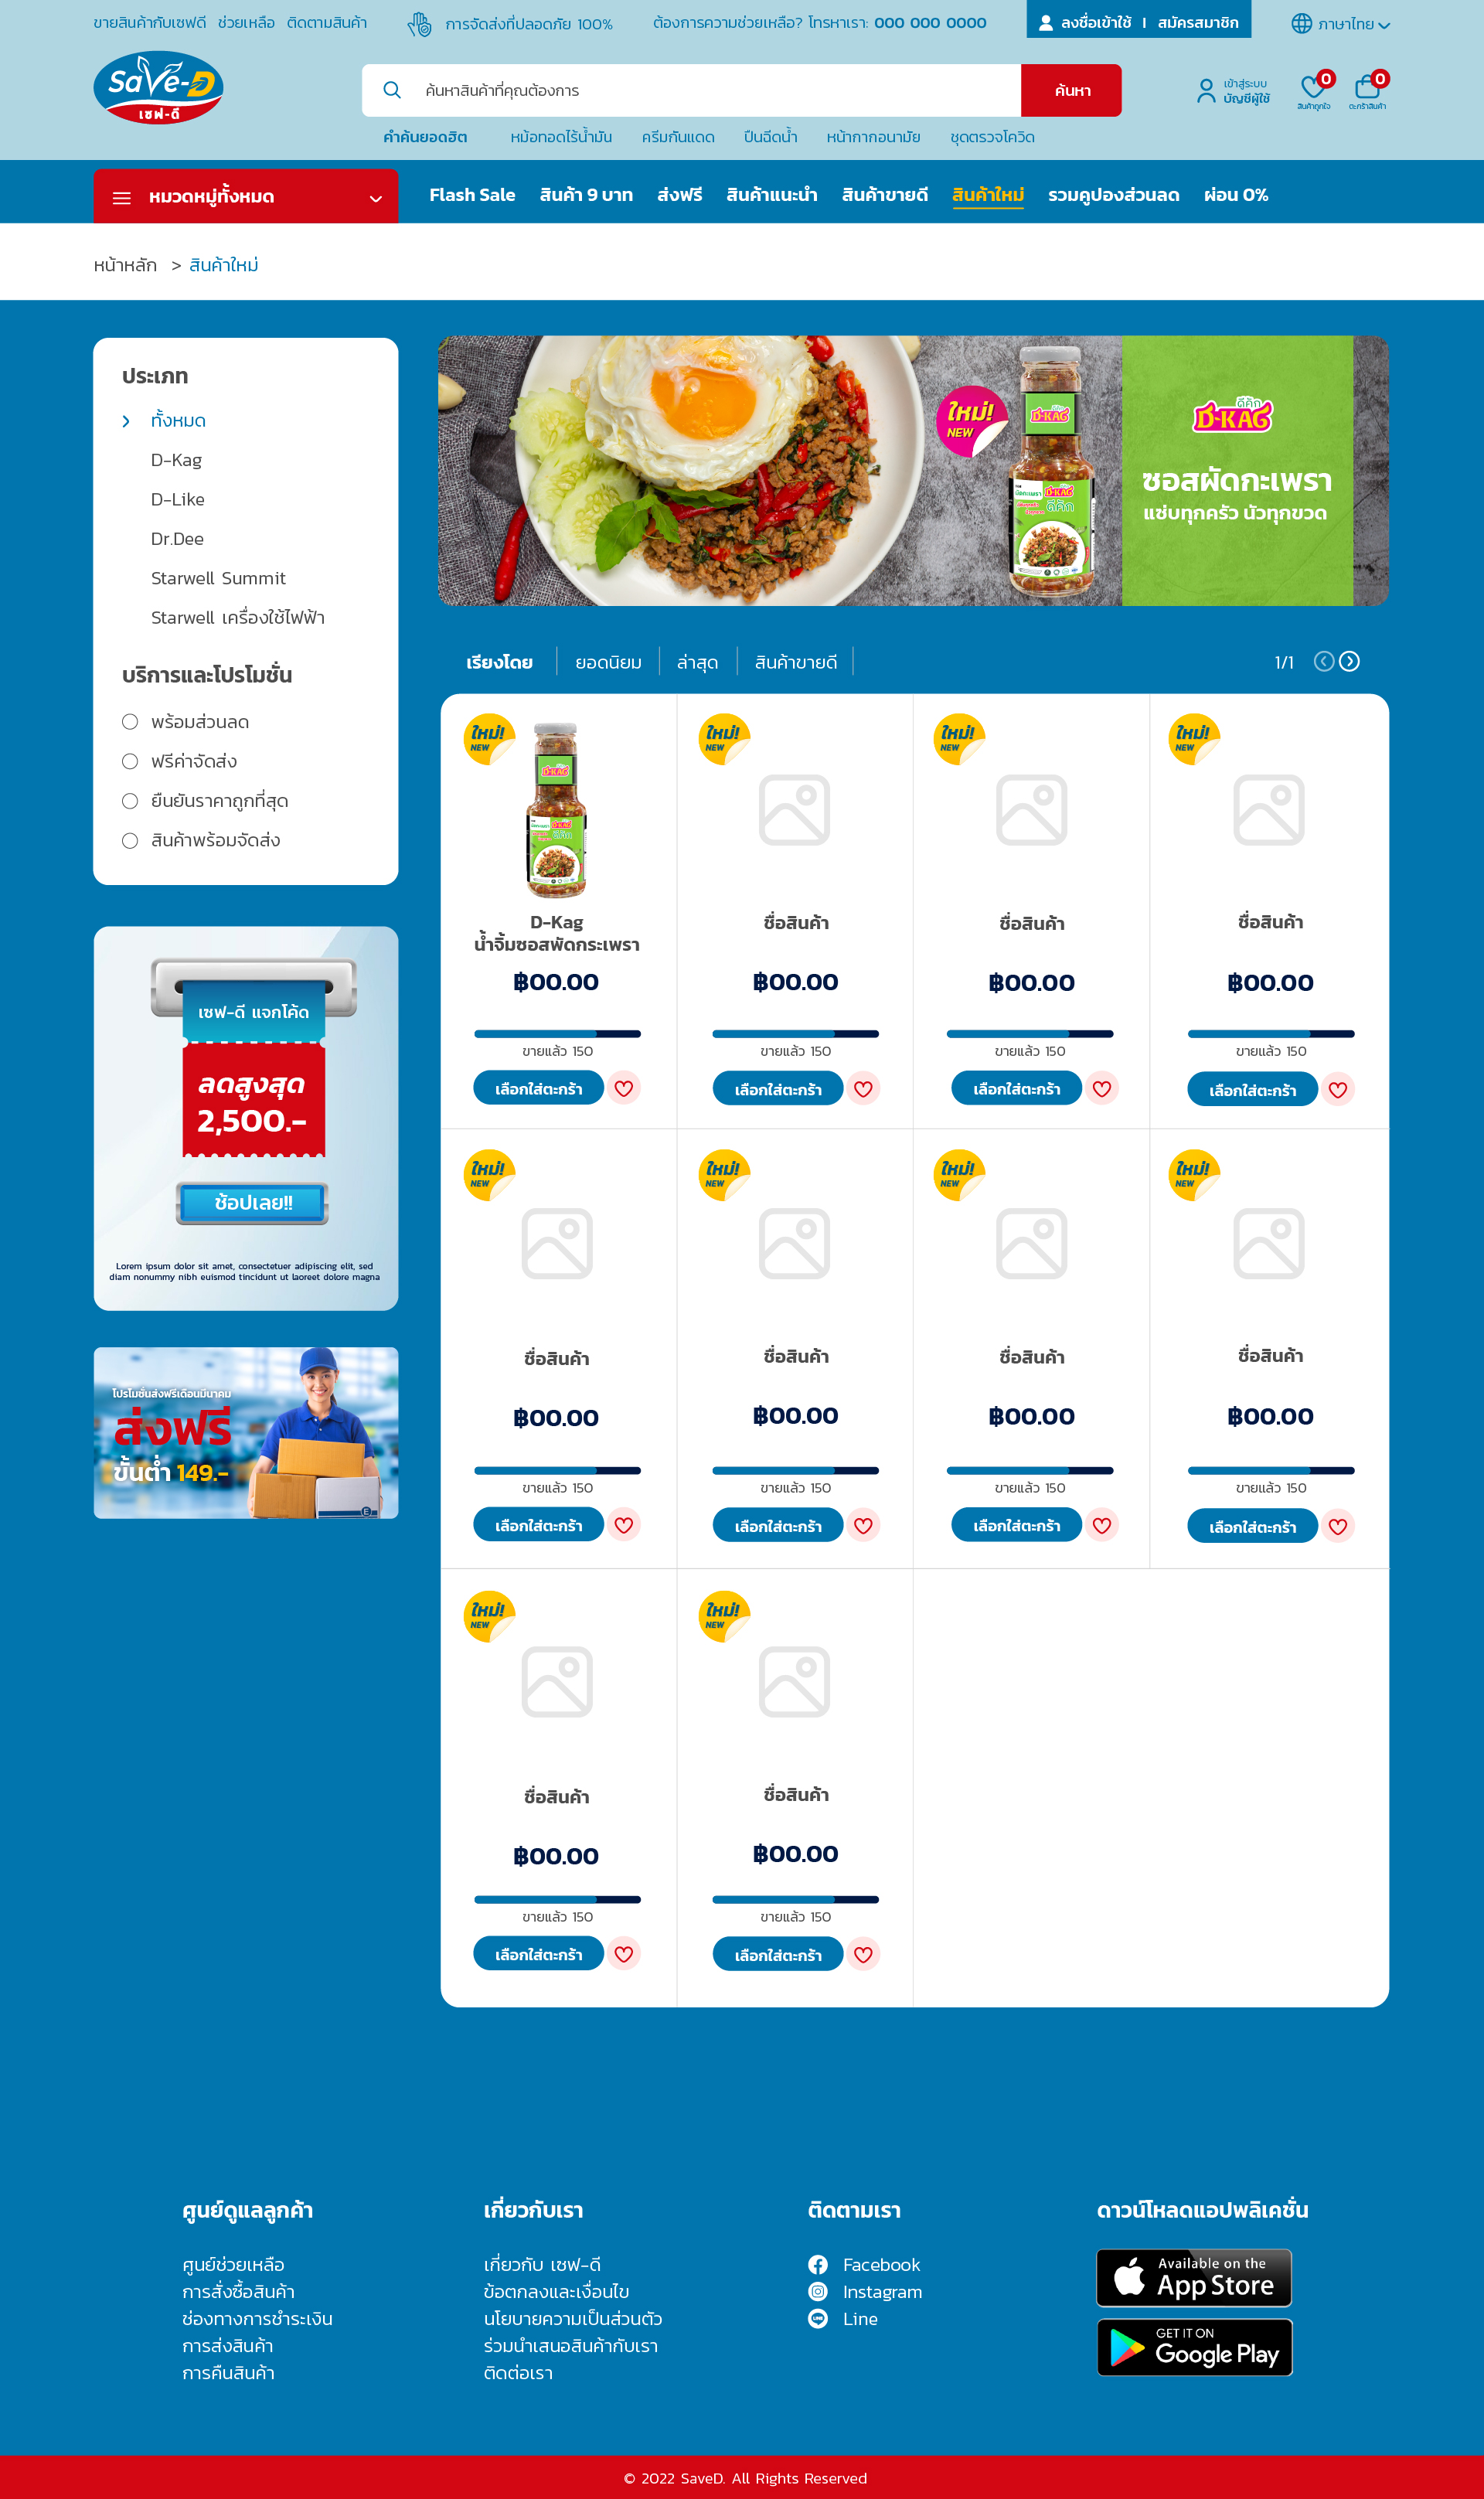 ขายสินค้ากับเซฟดี ช่วยเหลือ ติดตามสินค้า
การจัดส่งที่ปลอดภัย 100%
ต้องการความช่วยเหลือ? โทรหาเรา: 000 000 0000
ลงชื่อเข้าใช้ I สมัครสมาชิก
ภาษาไทย
SaVe-D
เซฟ-ดี
ค้นหาสินค้าที่คุณต้องการ
ค้นหา
เข้าสู่ระบบ
บัญชีผู้ใช้
0
สินค้าถูกใจ
0
ตะกร้าสินค้า
คำค้นยอดฮิต หม้อทอดไร้น้ำมัน ครีมกันแดด ปืนฉีดน้ำ หน้ากากอนามัย ชุดตรวจโควิด
หมวดหมู่ทั้งหมด
Flash Sale สินค้า 9 บาท ส่งฟรี สินค้าแนะนำ สินค้าขายดี สินค้าใหม่ รวมคูปองส่วนลด ผ่อน 0%
หน้าหลัก > สินค้าใหม่
ประเภท
ทั้งหมด
D-Kag
D-Like
Dr.Dee
Starwell Summit
Starwell เครื่องใช้ไฟฟ้า
บริการและโปรโมชั่น
พร้อมส่วนลด
ฟรีค่าจัดส่ง
ยืนยันราคาถูกที่สุด
สินค้าพร้อมจัดส่ง
เซฟ-ดี แจกโค้ด
ลดสูงสุด
2,500.-
ช้อปเลย!!
Lorem ipsum dolor sit amet, consectetuer adipiscing elit, sed
diam nonummy nibh euismod tincidunt ut laoreet dolore magna
โปรโมชั่นส่งฟรีเดือนมีนาคม
ส่งฟรี
ขั้นต่ำ 149.-
ใหม่!
NEW
D-KAG
D-KAG
ดีคิก
ดีคิก
D-KAG
ซอสผัดกะเพรา
แซ่บทุกครัว นัวทุกขวด
เรียงโดย ยอดนิยม ล่าสุด สินค้าขายดี
1/1
ใหม่!
NEW
D-KAG
D-KAG
ดีคิก
D-Kag
น้ำจิ้มซอสพัดกระเพรา
฿00.00
ขายแล้ว 150
เลือกใส่ตะกร้า
ใหม่!
NEW
ชื่อสินค้า
฿00.00
ขายแล้ว 150
เลือกใส่ตะกร้า
ใหม่!
NEW
ชื่อสินค้า
฿00.00
ขายแล้ว 150
เลือกใส่ตะกร้า
ใหม่!
NEW
ชื่อสินค้า
฿00.00
ขายแล้ว 150
เลือกใส่ตะกร้า
ใหม่!
NEW
ชื่อสินค้า
฿00.00
ขายแล้ว 150
เลือกใส่ตะกร้า
ใหม่!
NEW
ชื่อสินค้า
฿00.00
ขายแล้ว 150
เลือกใส่ตะกร้า
ใหม่!
NEW
ชื่อสินค้า
฿00.00
ขายแล้ว 150
เลือกใส่ตะกร้า
ใหม่!
NEW
ชื่อสินค้า
฿00.00
ขายแล้ว 150
เลือกใส่ตะกร้า
ใหม่!
NEW
ชื่อสินค้า
฿00.00
ขายแล้ว 150
เลือกใส่ตะกร้า
ใหม่!
NEW
ชื่อสินค้า
฿00.00
ขายแล้ว 150
เลือกใส่ตะกร้า
ศูนย์ดูแลลูกค้า
ศูนย์ช่วยเหลือ
การสั่งซื้อสินค้า
ช่องทางการชำระเงิน
การส่งสินค้า
การคืนสินค้า
เกี่ยวกับเรา
เกี่ยวกับ เซฟ-ดี
ข้อตกลงและเงื่อนไข
นโยบายความเป็นส่วนตัว
ร่วมนำเสนอสินค้ากับเรา
ติดต่อเรา
ติดตามเรา
Facebook
Instagram
Line
ดาวน์โหลดแอปพลิเคชั่น
Available on the
App Store
GET IT ON
Google Play
© 2022 SaveD. All Rights Reserved